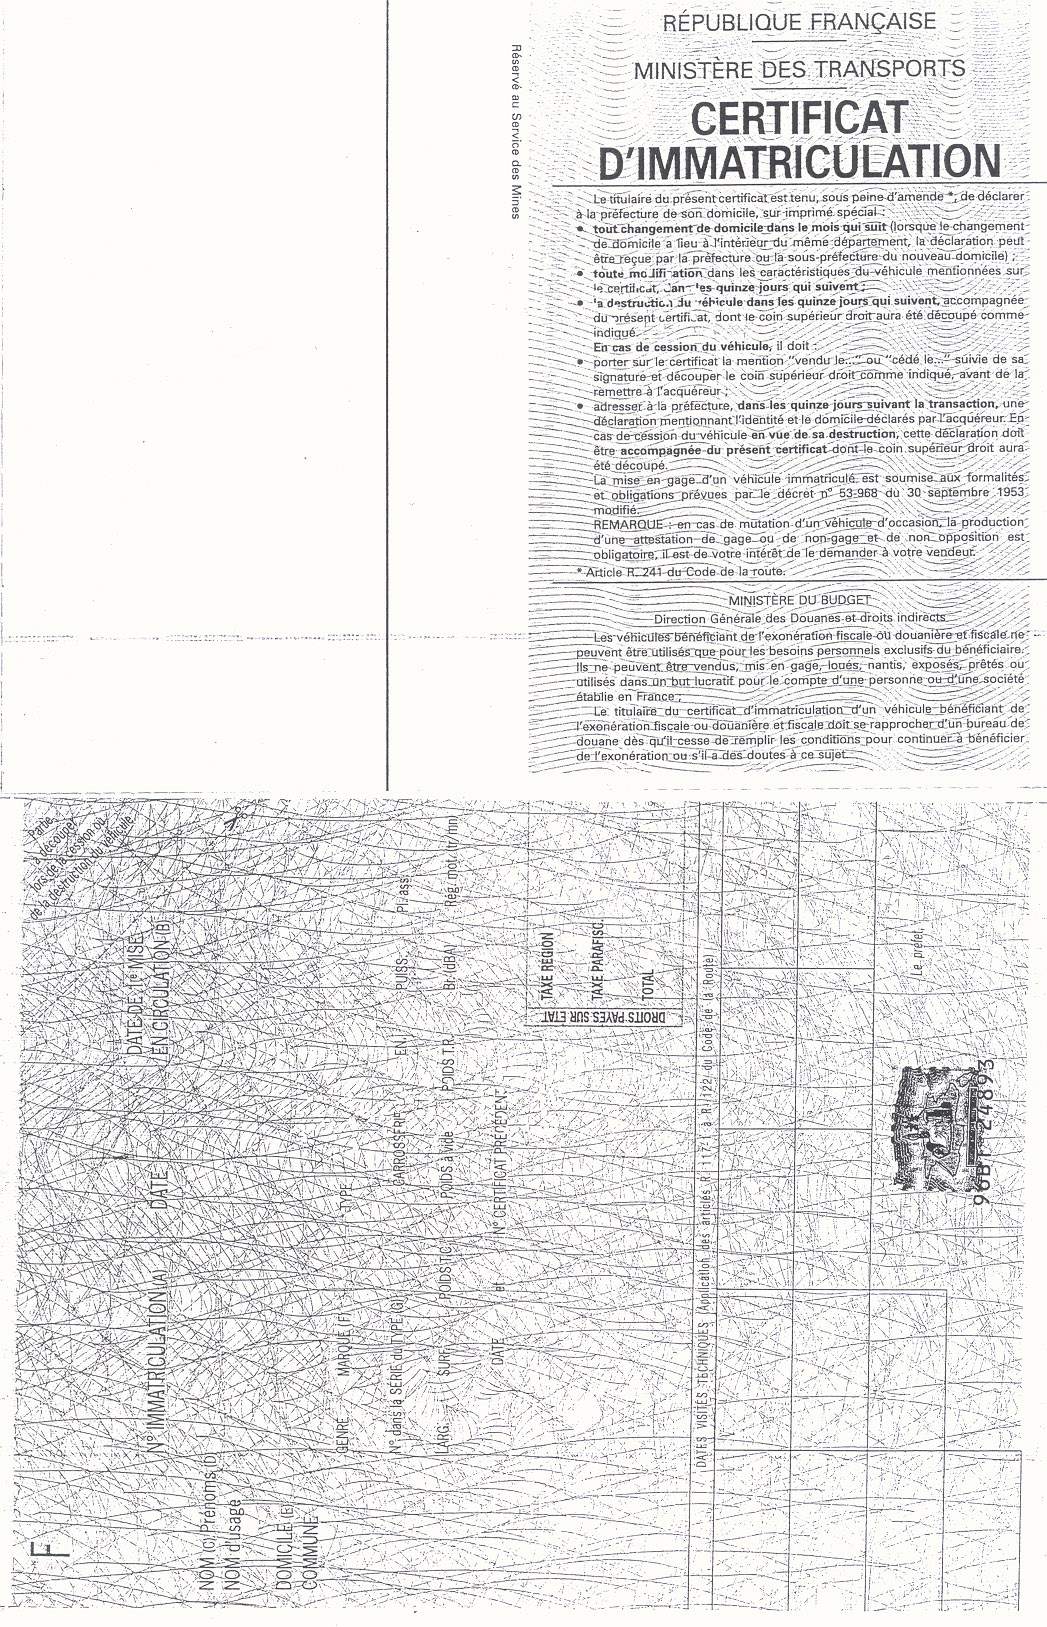 RÉPUBLIQUE FRANÇAISE
MINISTÈRE DES TRANSPORTS
CERTIFICAT
D'IMMATRICULATION
Le titulaire du présent certificat est tenu, sous peine d'amende *, de déclarer
à la préfecture de son domicile, sur imprimé spécial :
• tout changement de domicile dans le mois qui suit (lorsque le changement
de domicile a lieu à l'intérieur du même département, la déclaration peut
être reçue par la préfecture ou la sous-préfecture du nouveau domicile) ;
• toute modification dans les caractéristiques du véhicule mentionnées sur
le certificat, dans les quinze jours qui suivent ;
• la destruction du véhicule dans les quinze jours qui suivent, accompagnée
du présent certificat, dont le coin supérieur droit aura été découpé comme
indiqué.
En cas de cession du véhicule, il doit :
• porter sur le certificat la mention "vendu le..." ou "cédé le..." suivie de sa
signature et découper le coin supérieur droit comme indiqué, avant de la
remettre à l'acquéreur ;
• adresser à la préfecture, dans les quinze jours suivant la transaction, une
déclaration mentionnant l'identité et le domicile déclarés par l'acquéreur. En
cas de cession du véhicule en vue de sa destruction, cette déclaration doit
être accompagnée du présent certificat dont le coin supérieur droit aura
été découpé.
La mise en gage d'un véhicule immatriculé est soumise aux formalités
et obligations prévues par le décret n° 53-968 du 30 septembre 1953
modifié.
REMARQUE : en cas de mutation d'un véhicule d'occasion, la production
d'une attestation de gage ou de non-gage et de non opposition est
obligatoire, il est de votre intérêt de le demander à votre vendeur.
* Article R. 241 du Code de la route.
MINISTÈRE DU BUDGET
Direction Générale des Douanes et droits indirects
Les véhicules bénéficiant de l'exonération fiscale ou douanière et fiscale ne
peuvent être utilisés que pour les besoins personnels exclusifs du bénéficiaire.
Ils ne peuvent être vendus, mis en gage, loués, nantis, exposés, prêtés ou
utilisés dans un but lucratif pour le compte d'une personne ou d'une société
établie en France ;
Le titulaire du certificat d'immatriculation d'un véhicule bénéficiant de
l'exonération fiscale ou douanière et fiscale doit se rapprocher d'un bureau de
douane dès qu'il cesse de remplir les conditions pour continuer à bénéficier
de l'exonération ou s'il a des doutes à ce sujet.
Réservé au Service des Mines
F
Partie
à découper
lors de la cession ou
de la destruction du véhicule
N° IMMATRICULATION (A) DATE DATE DE 1re MISE
EN CIRCULATION (B)
NOM (C) Prénoms (D)
NOM d'usage
DOMICILE (E)
COMMUNE
GENRE MARQUE (F) TYPE
N° dans la SÉRIE du TYPE (G) CARROSSERIE EN. PUISS. Pl. ass.
LARG. SURF. POIDS T.C. POIDS à vide POIDS T.R. Br(dBA) Rég. mot. (tr/mn)
DATE et N° CERTIFICAT PRÉCÉDENT
DROITS PAYES SUR ETAT
TAXE REGION
TAXE PARAFISC.
TOTAL
DATES VISITES TECHNIQUES (Application des articles R 117-1 à R 122 du Code de la Route)
Le préfet,
96BT 24893